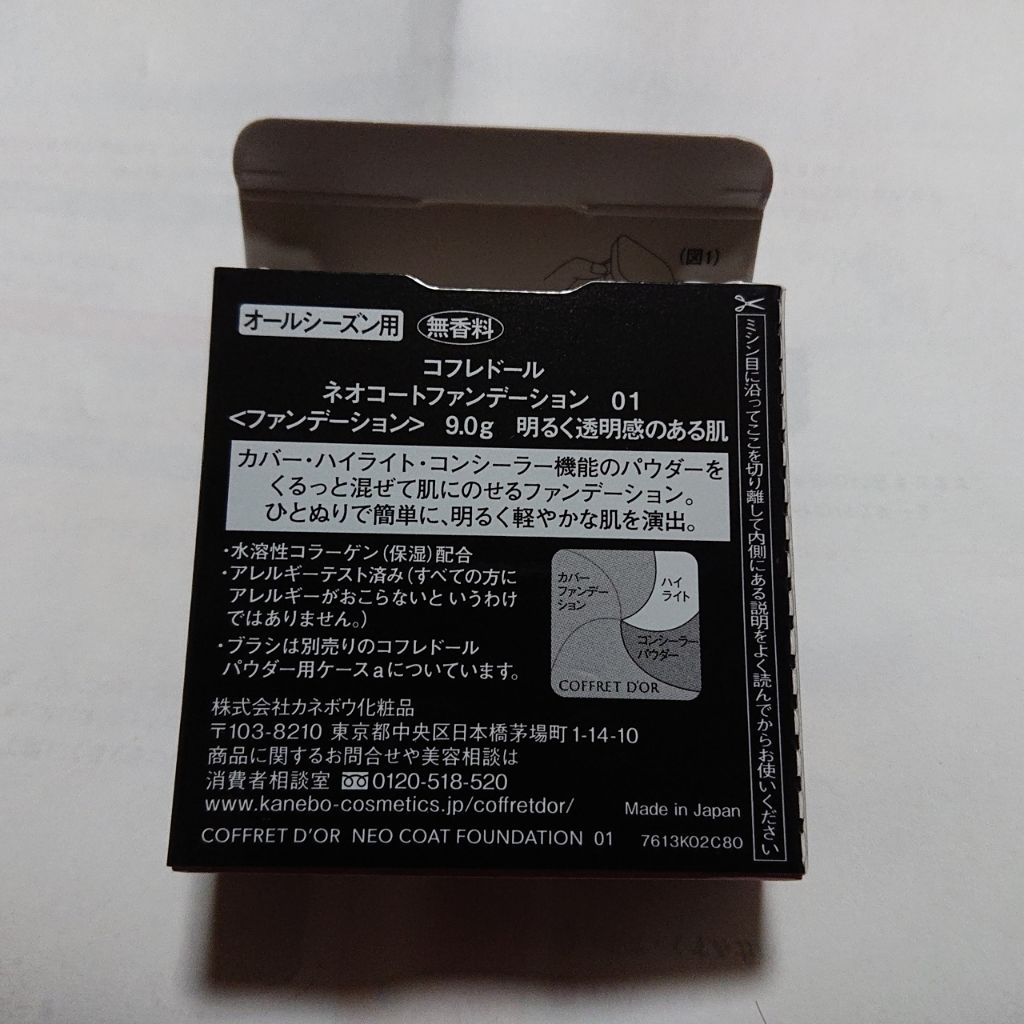 (図1)
オールシーズン用 無香料
コフレドール
ネオコートファンデーション 01
<ファンデーション> 9.0g 明るく透明感のある肌
カバー・ハイライト・コンシーラー機能のパウダーを
くるっと混ぜて肌にのせるファンデーション。
ひとぬりで簡単に、明るく軽やかな肌を演出。
・水溶性コラーゲン(保湿)配合
・アレルギーテスト済み(すべての方に
アレルギーがおこらないというわけ
ではありません。)
・ブラシは別売りのコフレドール
パウダー用ケースaについています。
カバー
ファンデー
ション
ハイ
ライト
コンシーラー
パウダー
COFFRET D'OR
株式会社カネボウ化粧品
〒103-8210 東京都中央区日本橋茅場町1-14-10
商品に関するお問合せや美容相談は
消費者相談室 0120-518-520
www.kanebo-cosmetics.jp/coffretdor/
Made in Japan
COFFRET D'OR NEO COAT FOUNDATION 01 7613K02C80
ミシン目に沿ってここを切り離して内側にある説明をよく読んでからお使いください